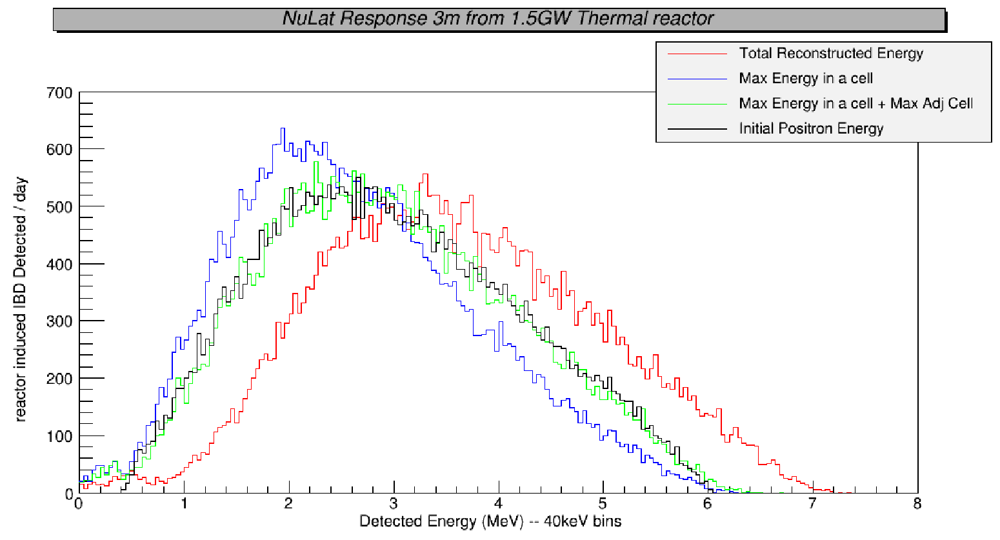 NuLat Response 3m from 1.5GW Thermal reactor
Total Reconstructed Energy
Max Energy in a cell
Max Energy in a cell + Max Adj Cell
Initial Positron Energy
reactor induced IBD Detected / day
700
600
500
400
300
200
100
0
0 1 2 3 4 5 6 7 8
Detected Energy (MeV) -- 40keV bins